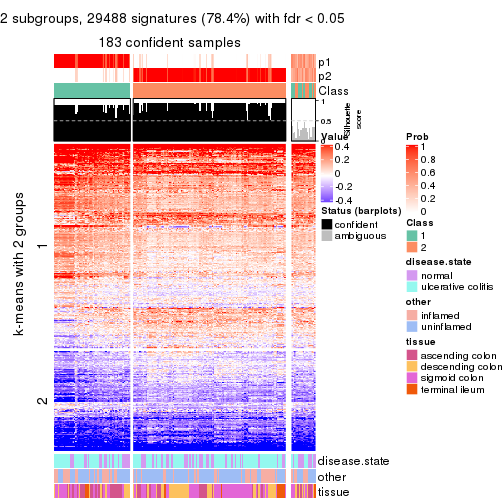 2 subgroups, 29488 signatures (78.4%) with fdr < 0.05
183 confident samples
p1
p2
Class
1
0.5
0
Silhouette
score
k-means with 2 groups
1
2
disease.state
other
tissue
Value
0.4
0.2
0
-0.2
-0.4
Status (barplots)
confident
ambiguous
Prob
1
0.8
0.6
0.4
0.2
0
Class
1
2
disease.state
normal
ulcerative colitis
other
inflamed
uninflamed
tissue
ascending colon
descending colon
sigmoid colon
terminal ileum